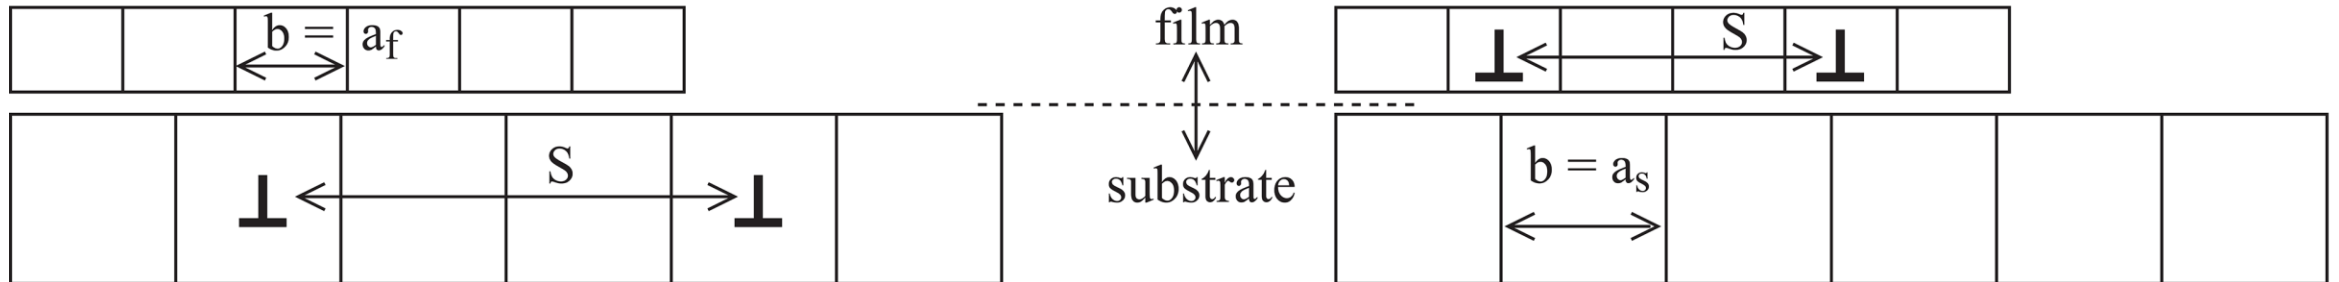 b = a_f
S
film
substrate
S
b = a_s